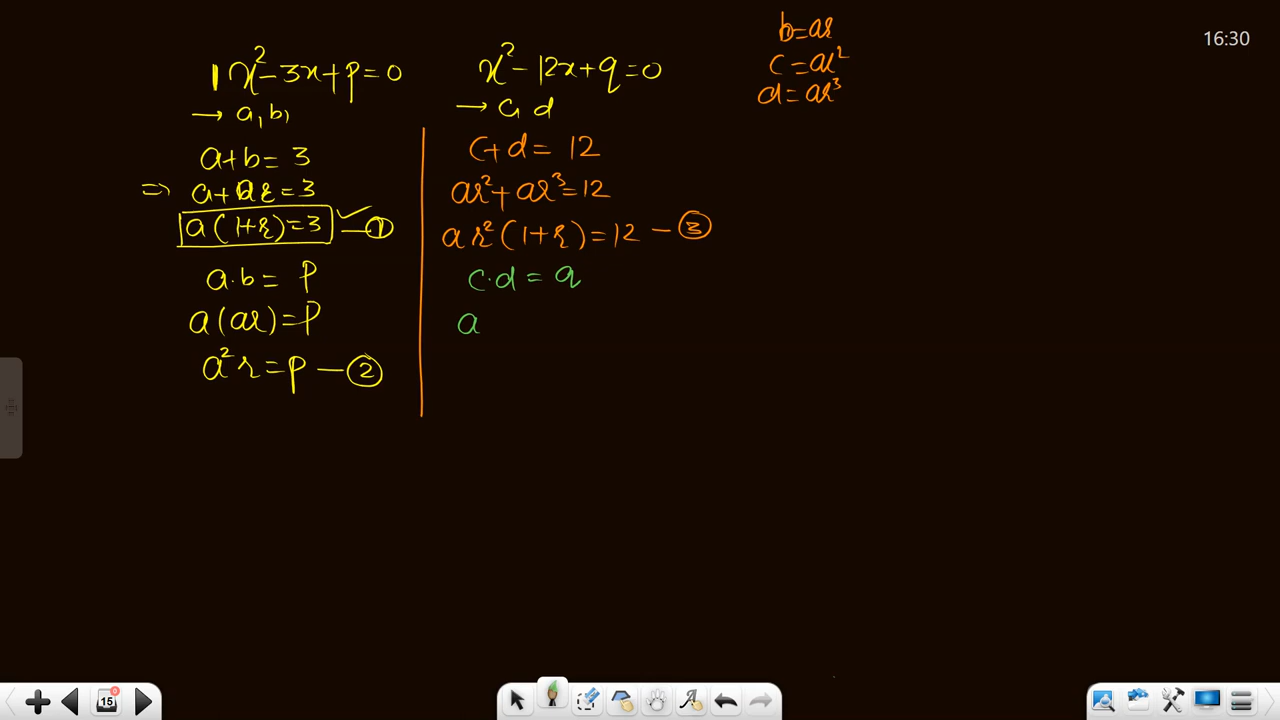 x² - 3x + p = 0
→ a, b,
a + b = 3
⇒ a + ar = 3
a(1+r) = 3 ✓ — ①
a·b = p
a(ar) = p
a²r = p — ②
x² - 12x + q = 0
→ c, d
c + d = 12
ar² + ar³ = 12
ar²(1+r) = 12 — ③
c·d = q
a
b = ar
c = ar²
d = ar³
16:30
15